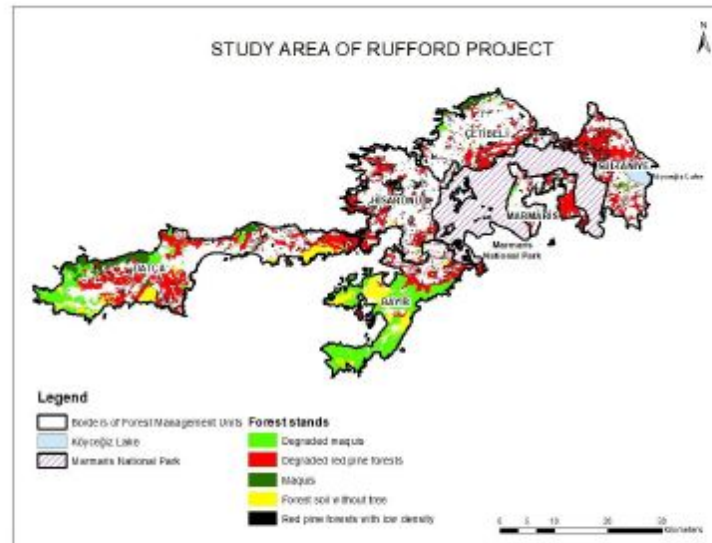 STUDY AREA OF RUFFORD PROJECT
N
ÇETİBELİ
SULTANİYE
Köyceğiz Lake
HİSARÖNÜ
MARMARİS
Marmaris
National Park
DATÇA
BAYIR
Legend
Borders of Forest Management Units
Köyceğiz Lake
Marmaris National Park
Forest stands
Degraded maquis
Degraded red pine forests
Maquis
Forest soil without tree
Red pine forests with low density
0 5 10 20 30
Kilometers